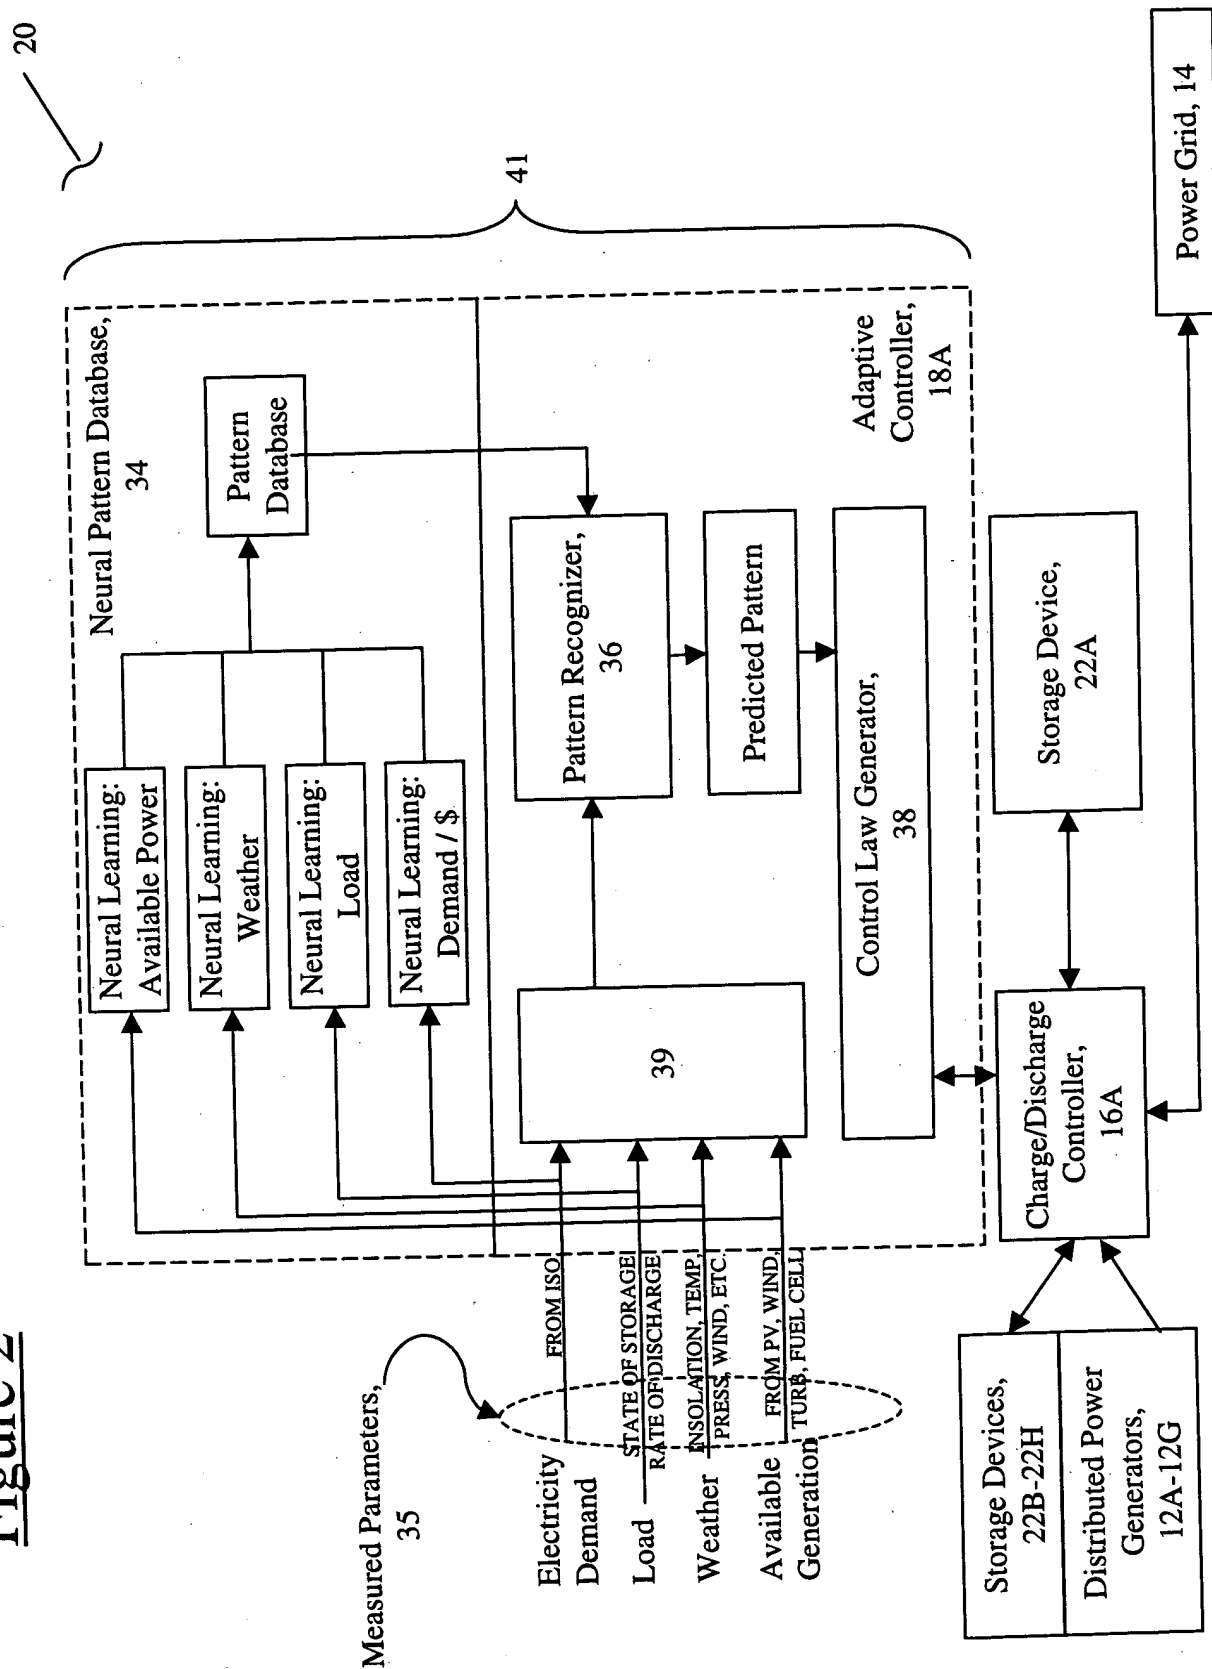 Figure 2
20
41
Neural Pattern Database,
34
Neural Learning:
Available Power
Neural Learning:
Weather
Neural Learning:
Load
Neural Learning:
Demand / $
Pattern
Database
Measured Parameters,
35
Electricity
Demand
FROM ISO
Load
STATE OF STORAGE
RATE OF DISCHARGE
Weather
INSOLATION, TEMP,
PRESS, WIND, ETC.
Available
Generation
FROM PV, WIND,
TURB, FUEL CELL
39
Pattern Recognizer,
36
Predicted Pattern
Control Law Generator,
38
Adaptive
Controller,
18A
Storage Devices,
22B-22H
Distributed Power
Generators,
12A-12G
Charge/Discharge
Controller,
16A
Storage Device,
22A
Power Grid, 14